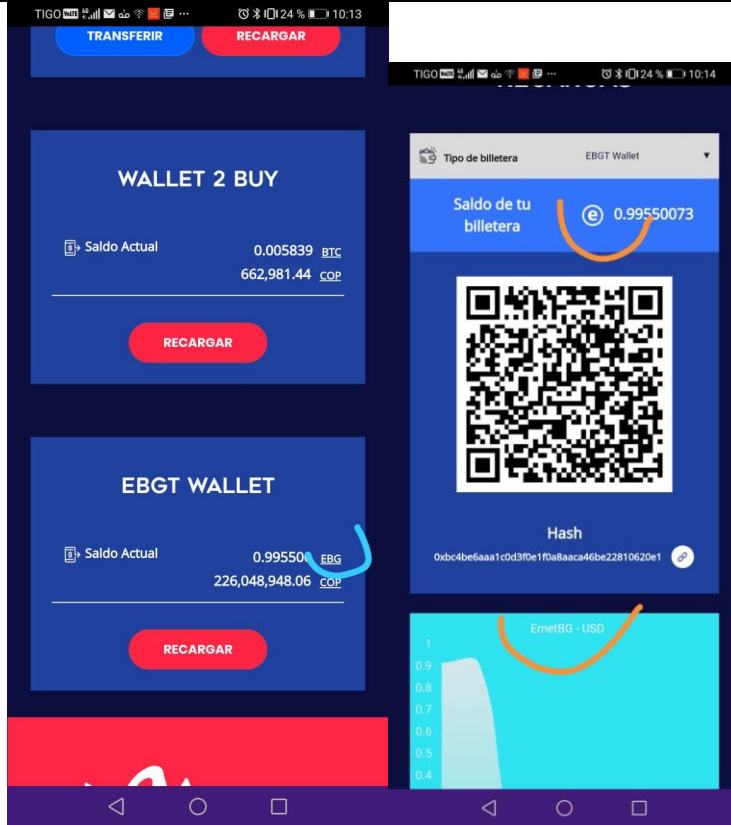 TIGO
24 %
10:13
TRANSFERIR
RECARGAR
WALLET 2 BUY
Saldo Actual
0.005839 BTC
662,981.44 COP
RECARGAR
EBGT WALLET
Saldo Actual
EBG
226,048,948.06 COP
RECARGAR
TIGO
24 %
10:14
Tipo de billetera
EBGT Wallet
Saldo de tu
billetera
0.99550073
Hash
0xbc4be6aaa1c0d3f0e1f0a8aaca46be22810620e1
EmetBG - USD
1
0.9
0.8
0.7
0.6
0.5
0.4